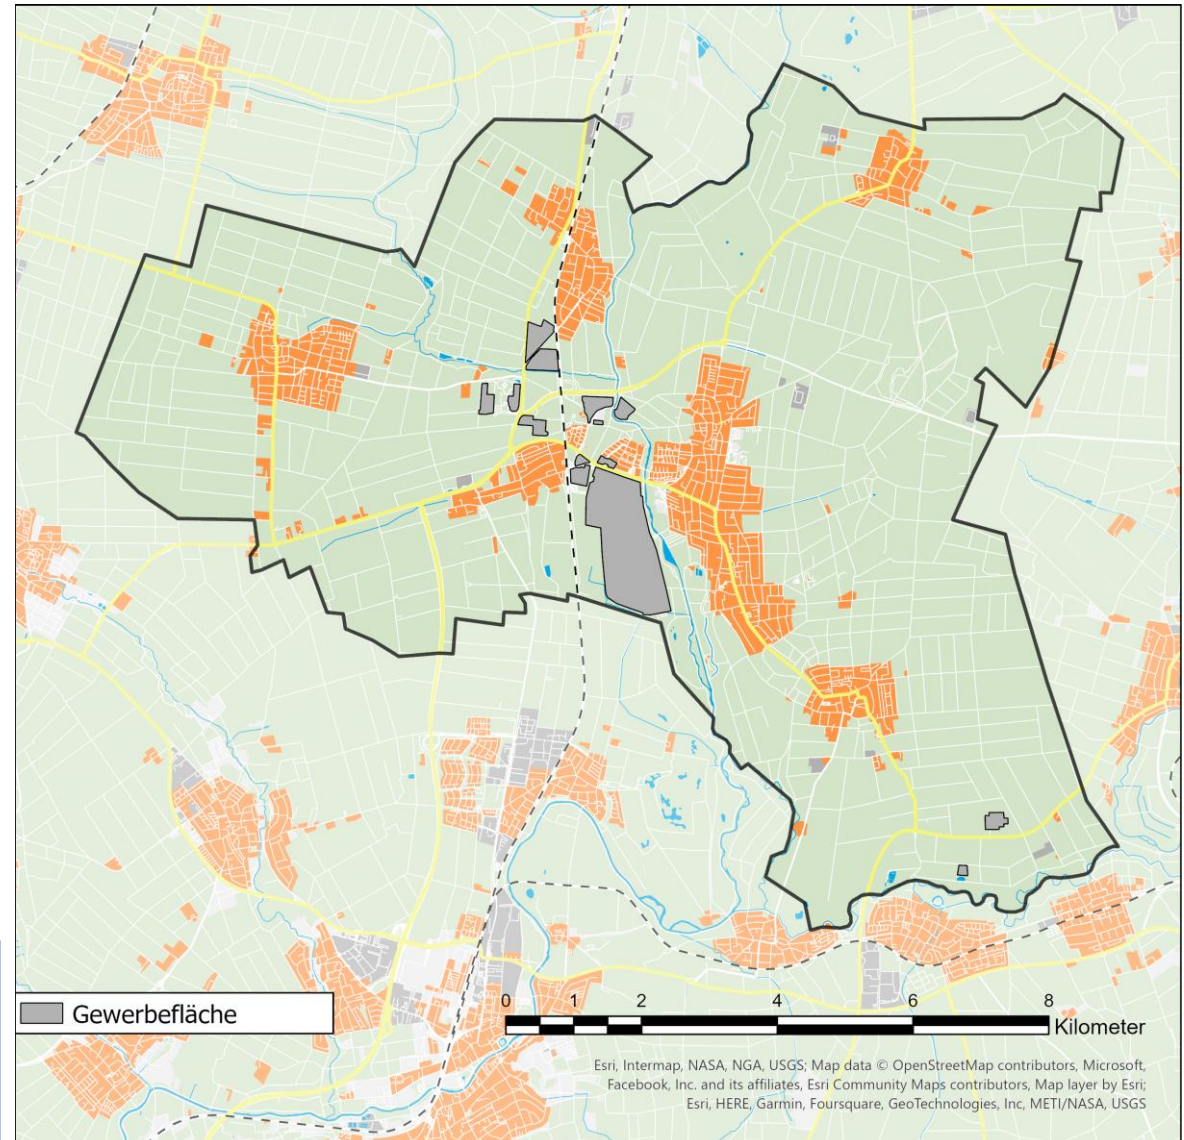 Gewerbefläche
0 1 2 4 6 8
Kilometer
Esri, Intermap, NASA, NGA, USGS; Map data © OpenStreetMap contributors, Microsoft,
Facebook, Inc. and its affiliates, Esri Community Maps contributors, Map layer by Esri;
Esri, HERE, Garmin, Foursquare, GeoTechnologies, Inc, METI/NASA, USGS